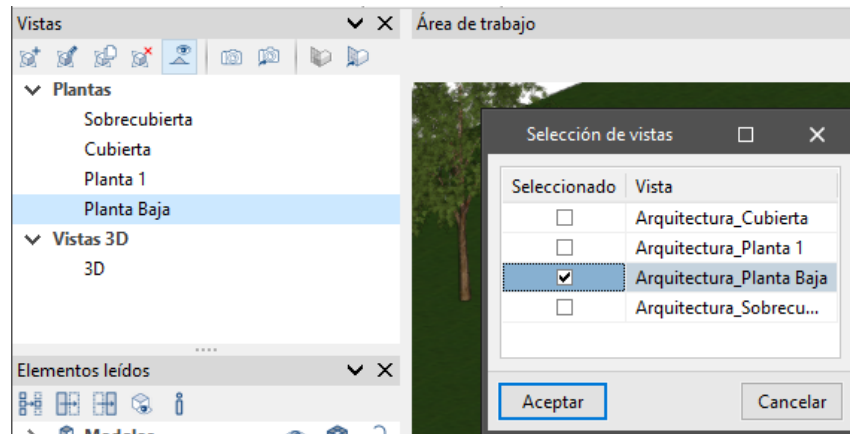 Vistas
Área de trabajo
Plantas
Sobrecubierta
Cubierta
Planta 1
Planta Baja
Vistas 3D
3D
Elementos leídos
Modelos
Selección de vistas
Seleccionado Vista
Arquitectura_Cubierta
Arquitectura_Planta 1
Arquitectura_Planta Baja
Arquitectura_Sobrecu...
Aceptar Cancelar